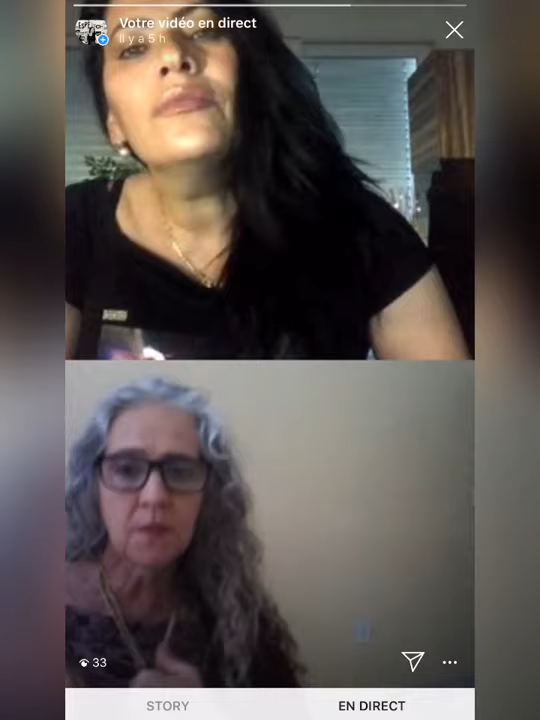 Votre vidéo en direct
Il y a 5 h
33
STORY
EN DIRECT